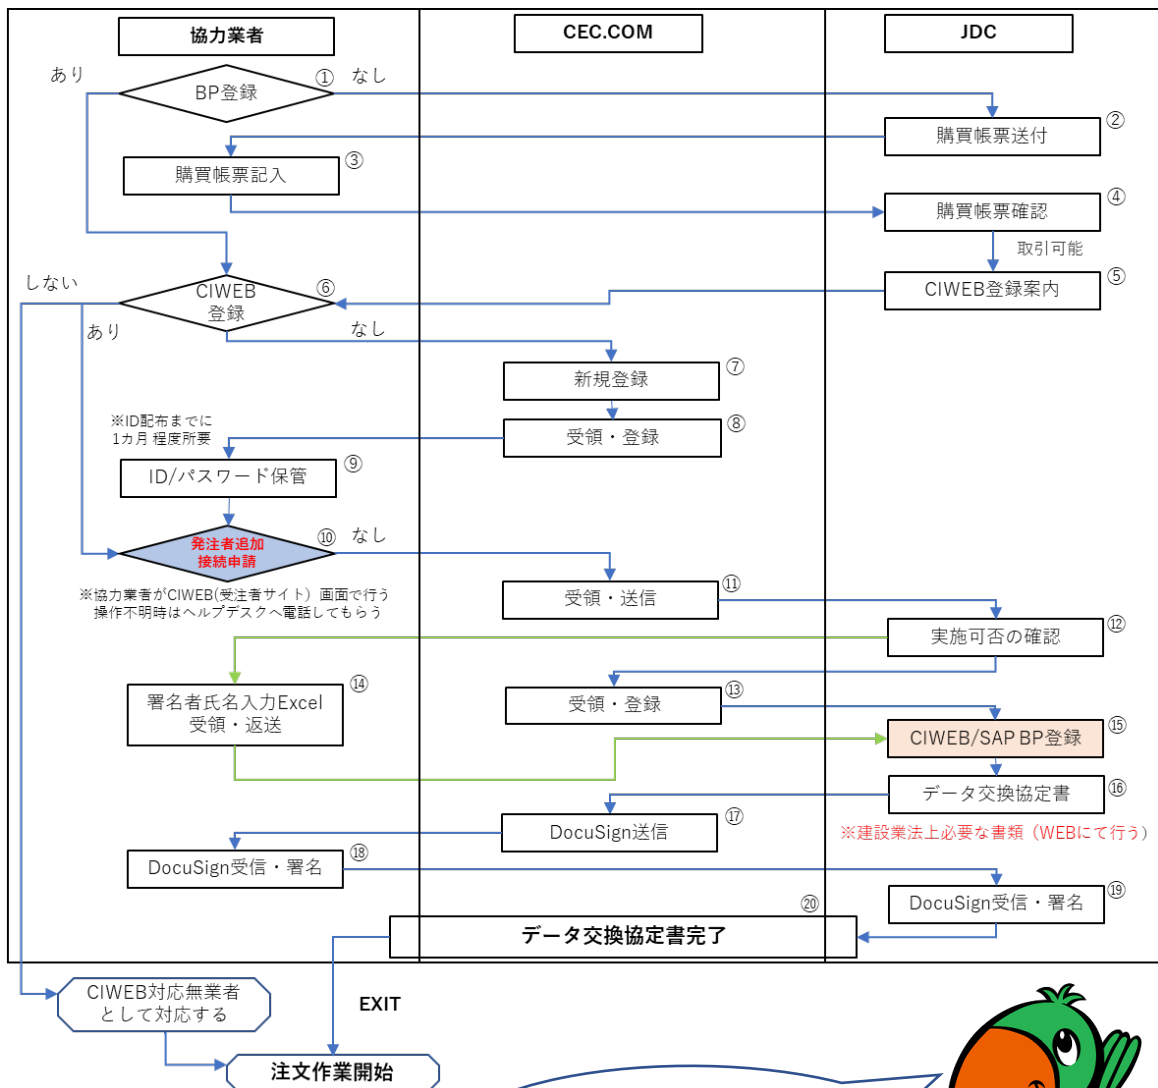 協力業者
CEC.COM
JDC
あり
①
なし
BP登録
②
購買帳票送付
③
購買帳票記入
④
購買帳票確認
取引可能
しない
⑥
CIWEB
登録
⑤
CIWEB登録案内
あり
なし
⑦
新規登録
※ID配布までに
1カ月 程度所要
⑧
受領・登録
⑨
ID/パスワード保管
⑩
なし
発注者追加
接続申請
⑪
受領・送信
※協力業者がCIWEB(受注者サイト）画面で行う
操作不明時はヘルプデスクへ電話してもらう
⑫
実施可否の確認
⑭
署名者氏名入力Excel
受領・返送
⑬
受領・登録
⑮
CIWEB/SAP BP登録
⑯
データ交換協定書
⑰
DocuSign送信
※建設業法上必要な書類（WEBにて行う）
⑱
DocuSign受信・署名
⑲
DocuSign受信・署名
⑳
データ交換協定書完了
CIWEB対応無業者
として対応する
EXIT
注文作業開始